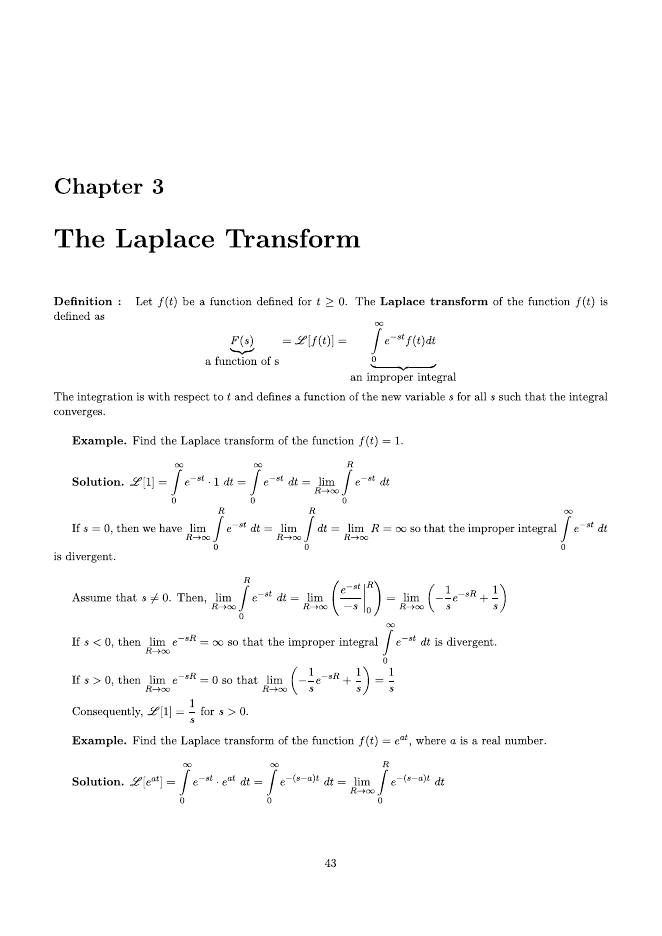 Chapter 3
The Laplace Transform
Definition : Let f(t) be a function defined for t ≥ 0. The Laplace transform of the function f(t) is
defined as
F(s) = ℒ[f(t)] = ∫₀^∞ e^{−st} f(t)dt
a function of s
an improper integral
The integration is with respect to t and defines a function of the new variable s for all s such that the integral
converges.
Example. Find the Laplace transform of the function f(t) = 1.
Solution. ℒ[1] = ∫₀^∞ e^{−st} · 1 dt = ∫₀^∞ e^{−st} dt = lim_{R→∞} ∫₀^R e^{−st} dt
If s = 0, then we have lim_{R→∞} ∫₀^R e^{−st} dt = lim_{R→∞} ∫₀^R dt = lim_{R→∞} R = ∞ so that the improper integral ∫₀^∞ e^{−st} dt
is divergent.
Assume that s ≠ 0. Then, lim_{R→∞} ∫₀^R e^{−st} dt = lim_{R→∞} (e^{−st}/−s |₀^R) = lim_{R→∞} (−1/s e^{−sR} + 1/s)
If s < 0, then lim_{R→∞} e^{−sR} = ∞ so that the improper integral ∫₀^∞ e^{−st} dt is divergent.
If s > 0, then lim_{R→∞} e^{−sR} = 0 so that lim_{R→∞} (−1/s e^{−sR} + 1/s) = 1/s
Consequently, ℒ[1] = 1/s for s > 0.
Example. Find the Laplace transform of the function f(t) = e^{at}, where a is a real number.
Solution. ℒ[e^{at}] = ∫₀^∞ e^{−st} · e^{at} dt = ∫₀^∞ e^{−(s−a)t} dt = lim_{R→∞} ∫₀^R e^{−(s−a)t} dt
43